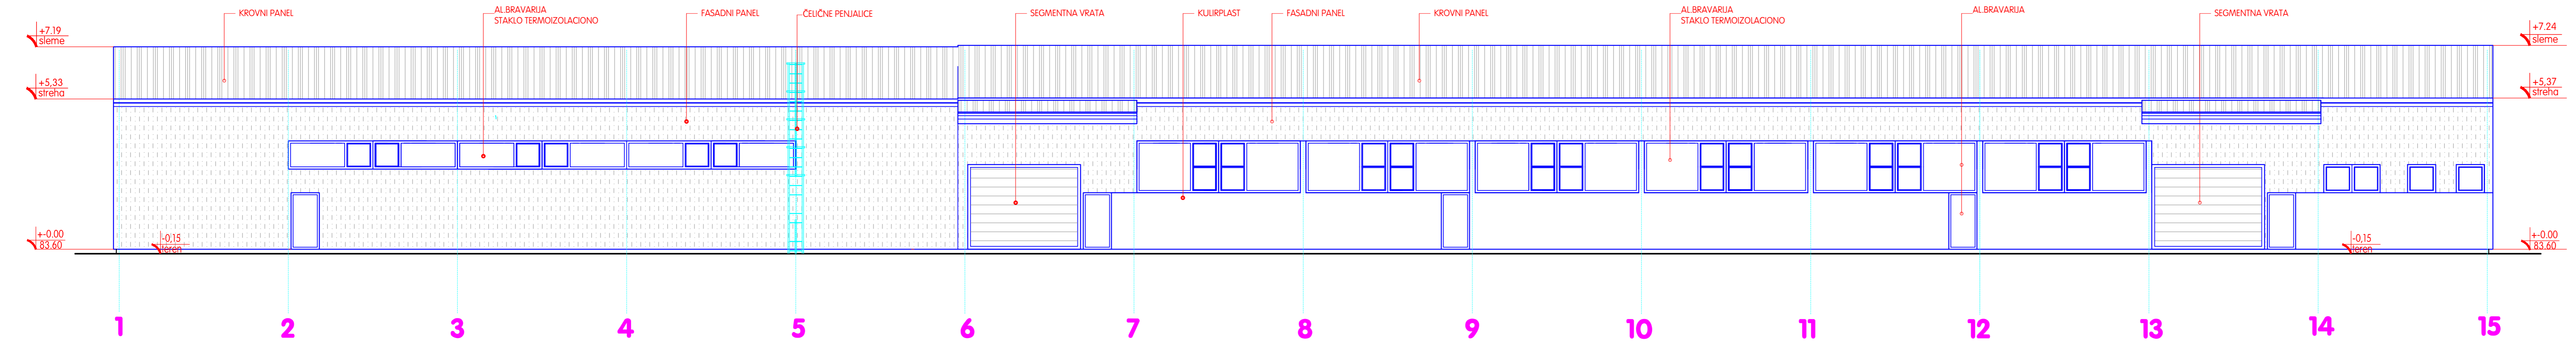 KROVNI PANEL
AL.BRAVARIJA
STAKLO TERMOIZOLACIONO
FASADNI PANEL
ČELIČNE PENJALICE
SEGMENTNA VRATA
KULIRPLAST
FASADNI PANEL
KROVNI PANEL
AL.BRAVARIJA
STAKLO TERMOIZOLACIONO
AL.BRAVARIJA
SEGMENTNA VRATA
+7.19
sleme
+7.24
sleme
+5,33
streha
+5,37
streha
+-0.00
83.60
-0,15
teren
-0,15
teren
+-0.00
83.60
1 2 3 4 5 6 7 8 9 10 11 12 13 14 15